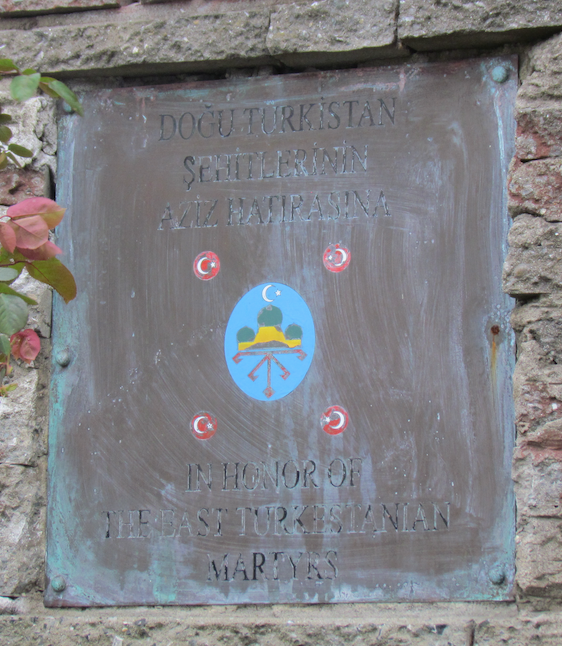 DOĞU TÜRKİSTAN
ŞEHİTLERİNİN
AZİZ HATIRASINA
IN HONOR OF
THE EAST TURKESTANIAN
MARTYRS